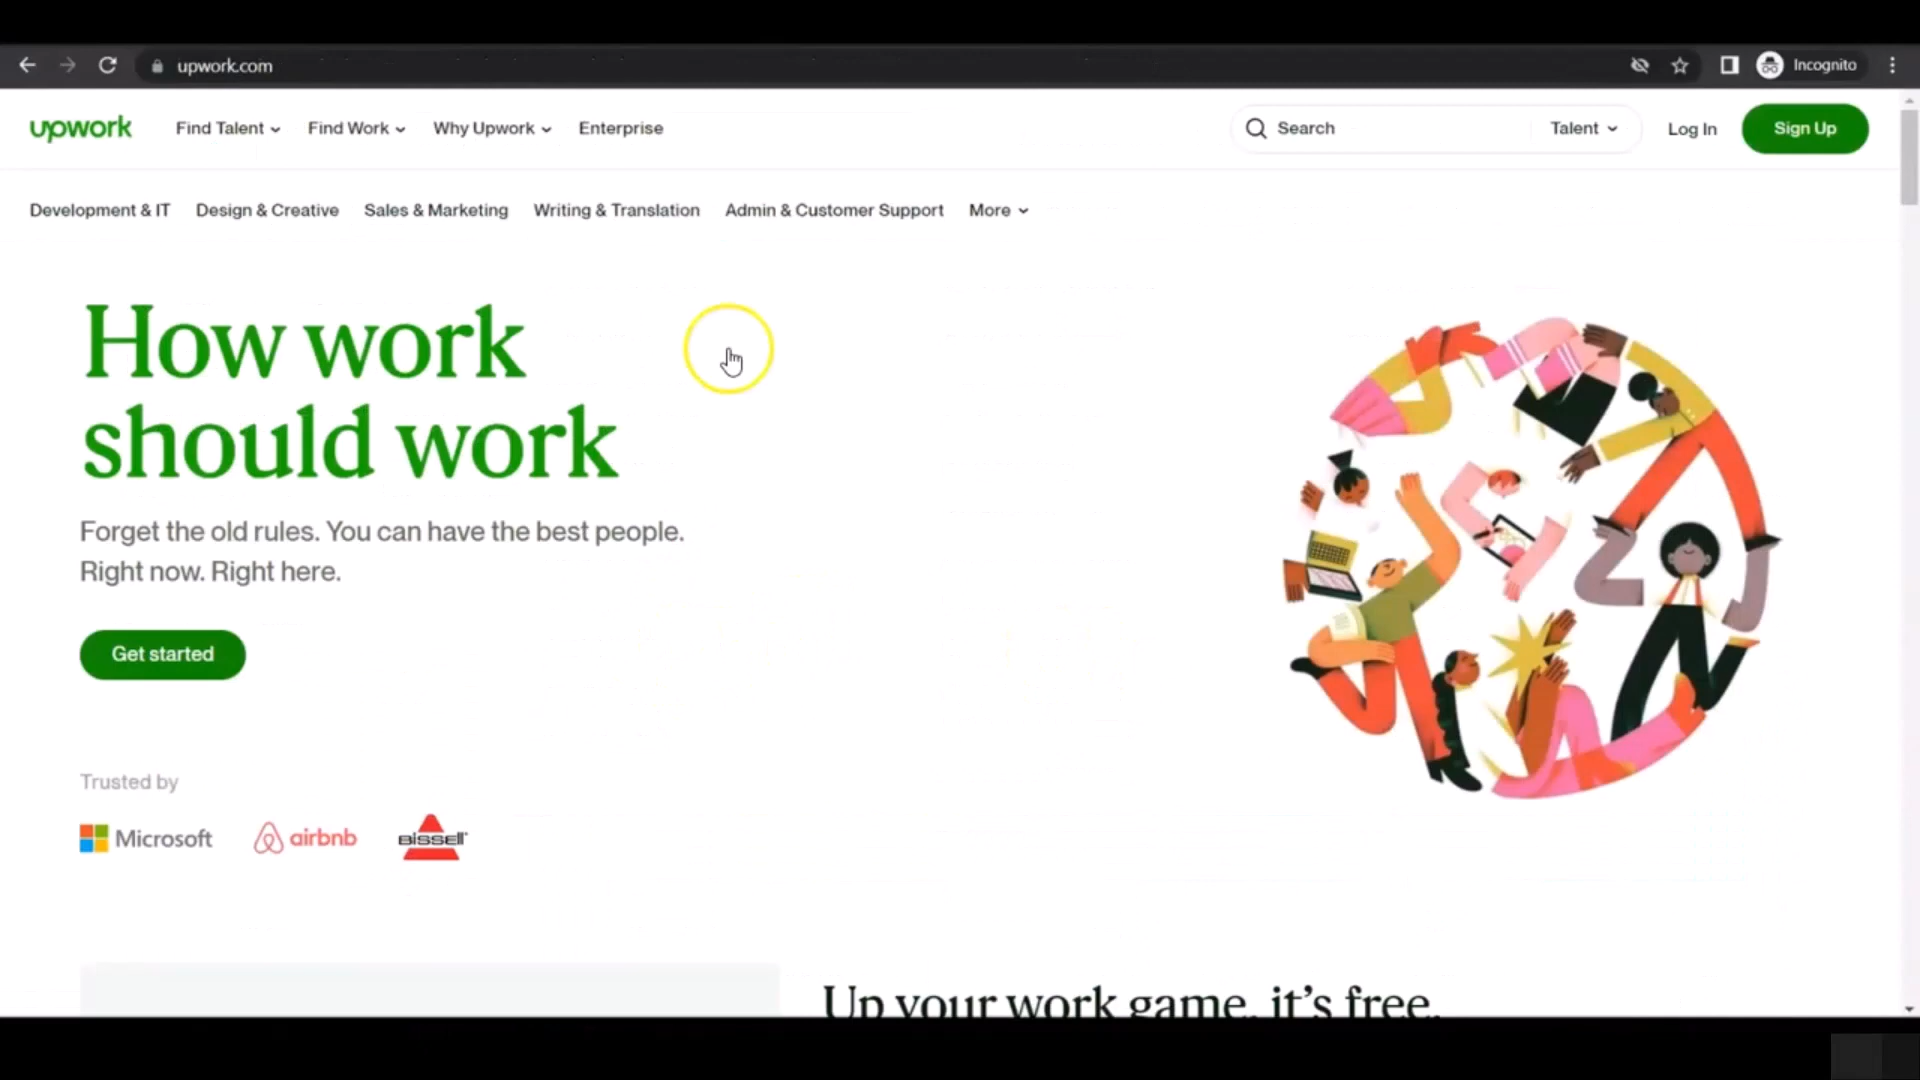 upwork.com
Incognito
upwork
Find Talent
Find Work
Why Upwork
Enterprise
Search
Talent
Log In
Sign Up
Development & IT
Design & Creative
Sales & Marketing
Writing & Translation
Admin & Customer Support
More
How work
should work
Forget the old rules. You can have the best people.
Right now. Right here.
Get started
Trusted by
Microsoft
airbnb
BISSELL
Up your work game, it's free.